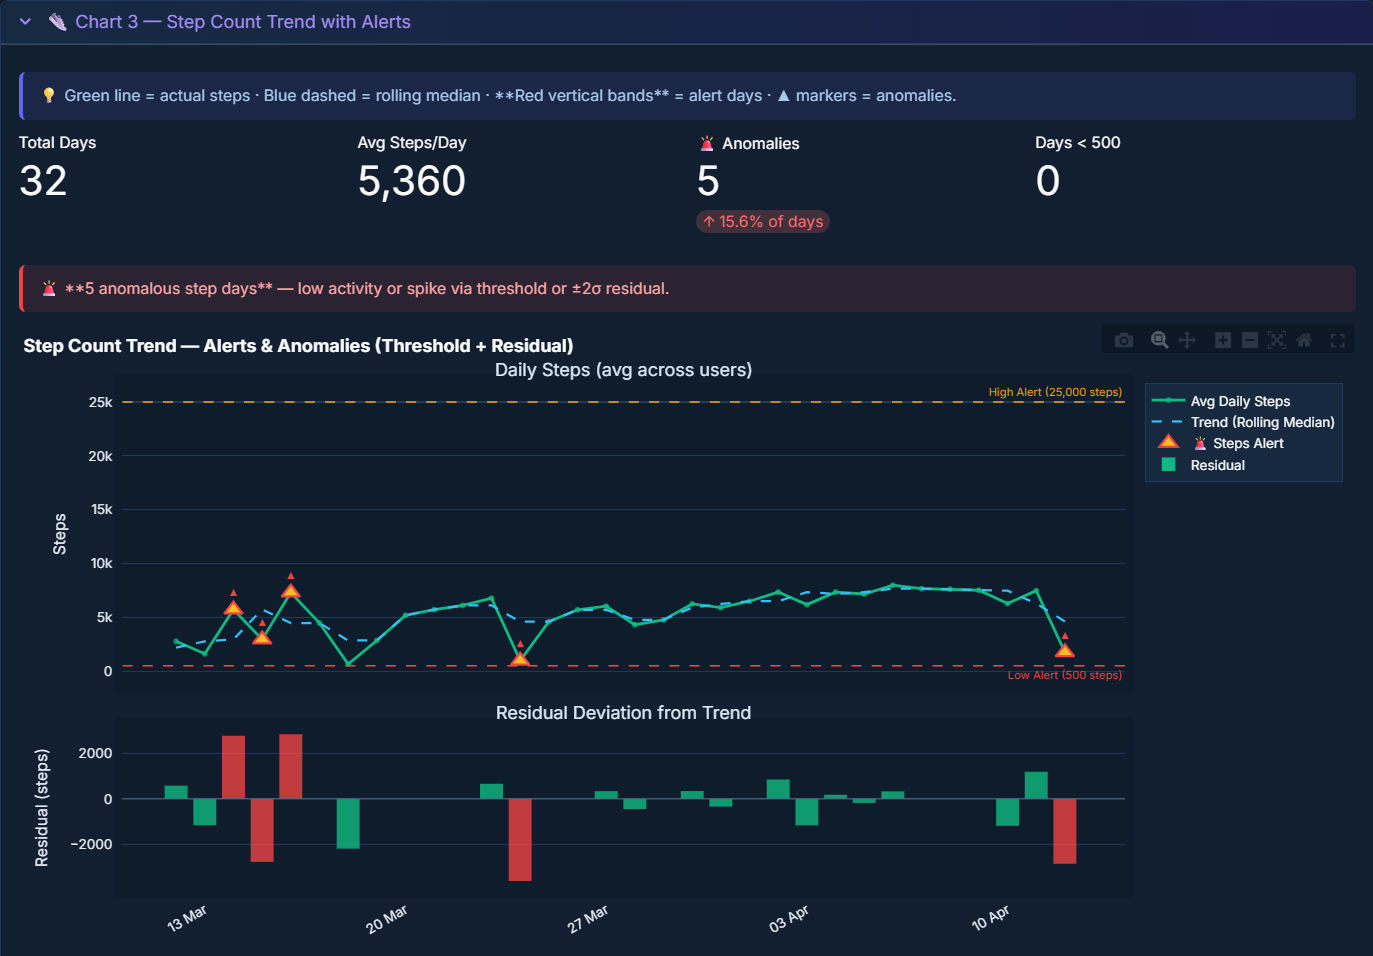 Chart 3 — Step Count Trend with Alerts
Green line = actual steps · Blue dashed = rolling median · **Red vertical bands** = alert days · ▲ markers = anomalies.
Total Days
32
Avg Steps/Day
5,360
🚨 Anomalies
5
↑ 15.6% of days
Days < 500
0
🚨 **5 anomalous step days** — low activity or spike via threshold or ±2σ residual.
Step Count Trend — Alerts & Anomalies (Threshold + Residual)
Daily Steps (avg across users)
High Alert (25,000 steps)
25k
20k
15k
10k
5k
0
Steps
Low Alert (500 steps)
Avg Daily Steps
Trend (Rolling Median)
🚨 Steps Alert
Residual
Residual Deviation from Trend
2000
0
−2000
Residual (steps)
13 Mar
20 Mar
27 Mar
03 Apr
10 Apr